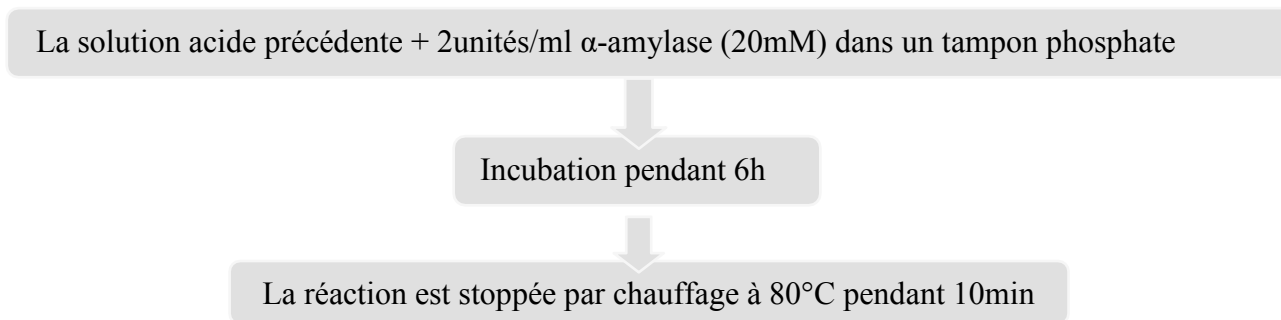 La solution acide précédente + 2unités/ml α-amylase (20mM) dans un tampon phosphate
Incubation pendant 6h
La réaction est stoppée par chauffage à 80°C pendant 10min